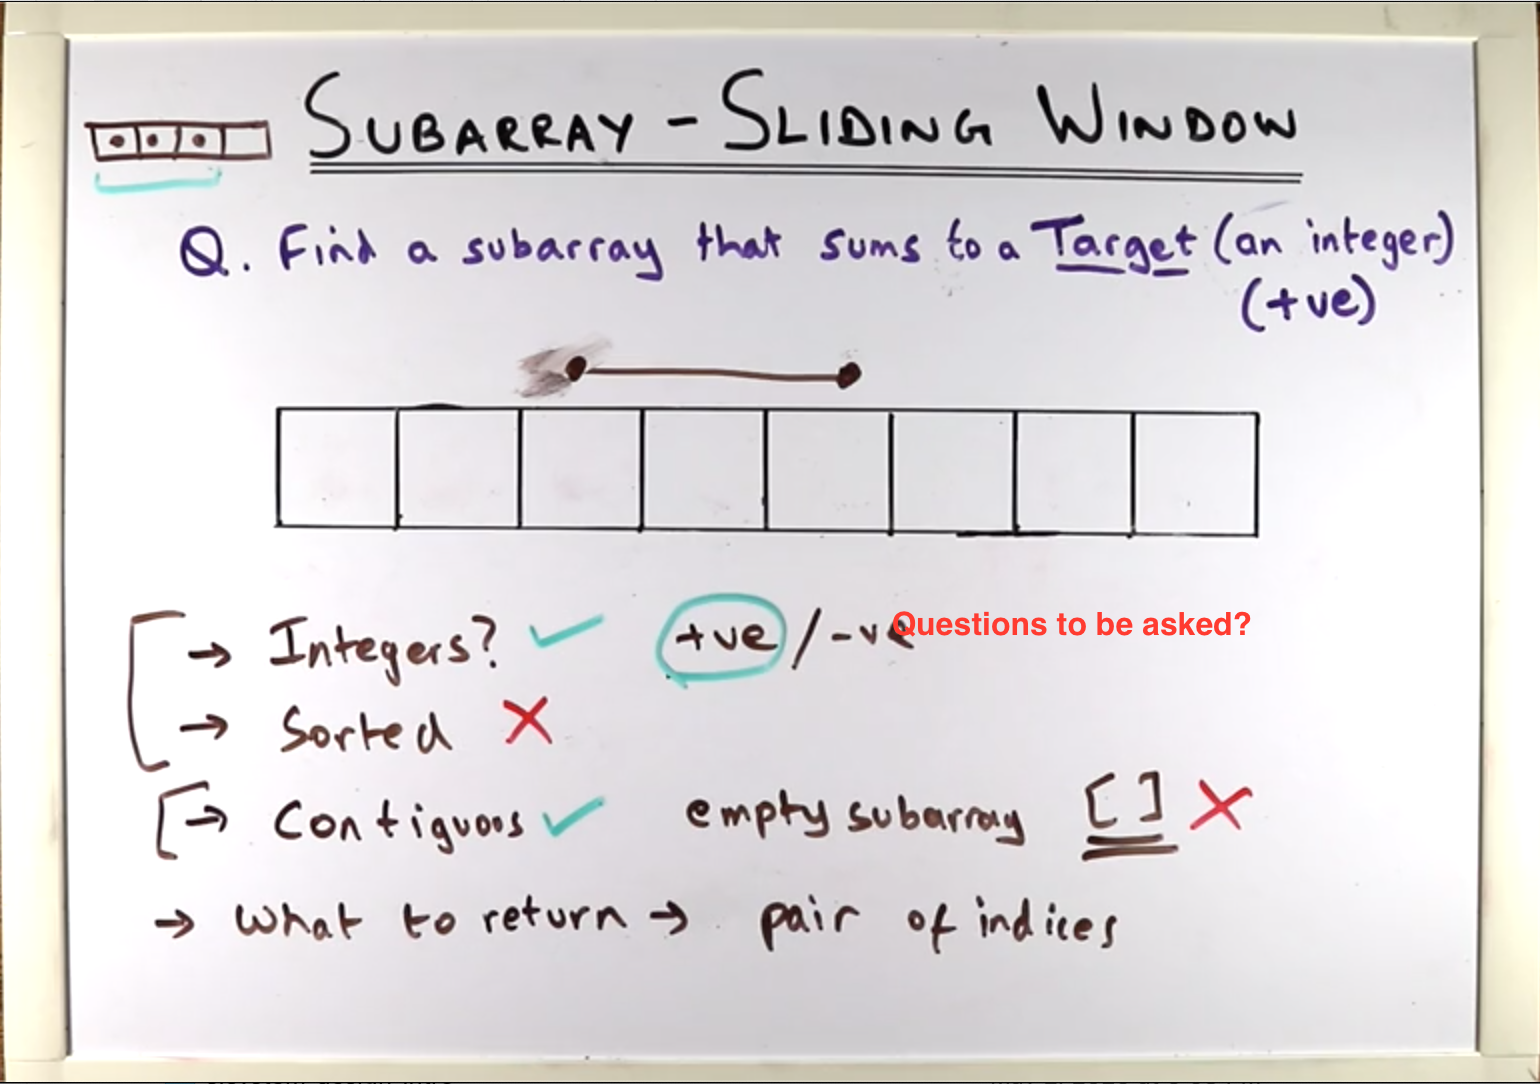 SUBARRAY - SLIDING WINDOW
Q. Find a subarray that sums to a Target (an integer)
(+ve)
→ Integers? ✓ +ve / -ve Questions to be asked?
→ Sorted X
→ Contiguous ✓ empty subarray [ ] X
→ What to return → pair of indices